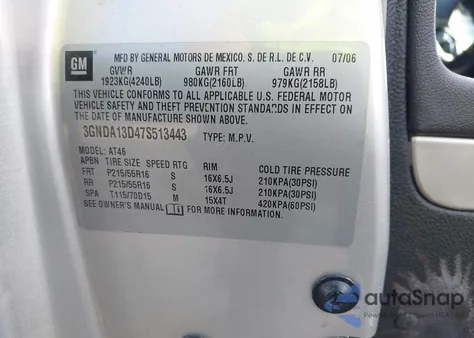 GM
MFD BY GENERAL MOTORS DE MEXICO, S. DE R.L. DE C.V. 07/06
GVWR GAWR FRT GAWR RR
1923KG(4240LB) 980KG(2160LB) 979KG(2158LB)
THIS VEHICLE CONFORMS TO ALL APPLICABLE U.S. FEDERAL MOTOR
VEHICLE SAFETY, BUMPER, AND THEFT PREVENTION STANDARDS IN EFFECT
ON THE DATE OF MANUFACTURE SHOWN ABOVE.
3GNDA13D47S513443 TYPE: M.P.V.
MODEL: AT46
APBN TIRE SIZE SPEED RTG RIM COLD TIRE PRESSURE
FRT P215/55R16 S 16X6.5J 210KPA(30PSI)
RR P215/55R16 S 16X6.5J 210KPA(30PSI)
SPA T115/70D15 M 15X4T 420KPA(60PSI)
SEE OWNER'S MANUAL FOR MORE INFORMATION.
autoSnap